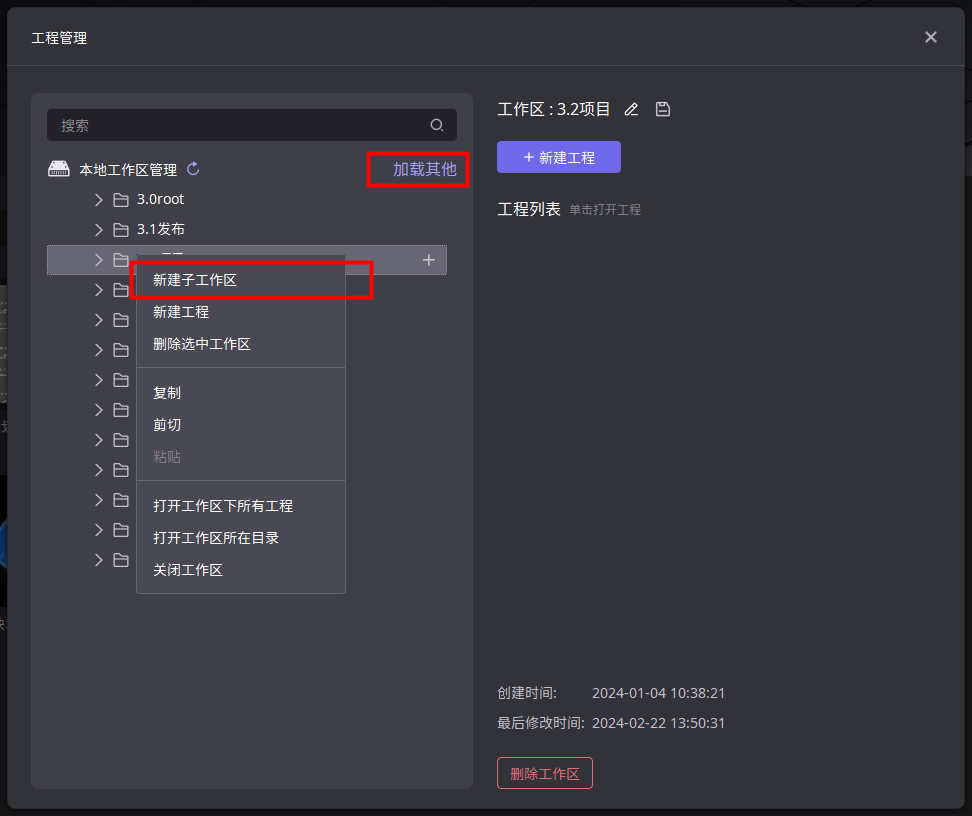 工程管理
搜索
本地工作区管理
加载其他
3.0root
3.1发布
新建子工作区
新建工程
删除选中工作区
复制
剪切
粘贴
打开工作区下所有工程
打开工作区所在目录
关闭工作区
工作区 : 3.2项目
+ 新建工程
工程列表 单击打开工程
创建时间: 2024-01-04 10:38:21
最后修改时间: 2024-02-22 13:50:31
删除工作区